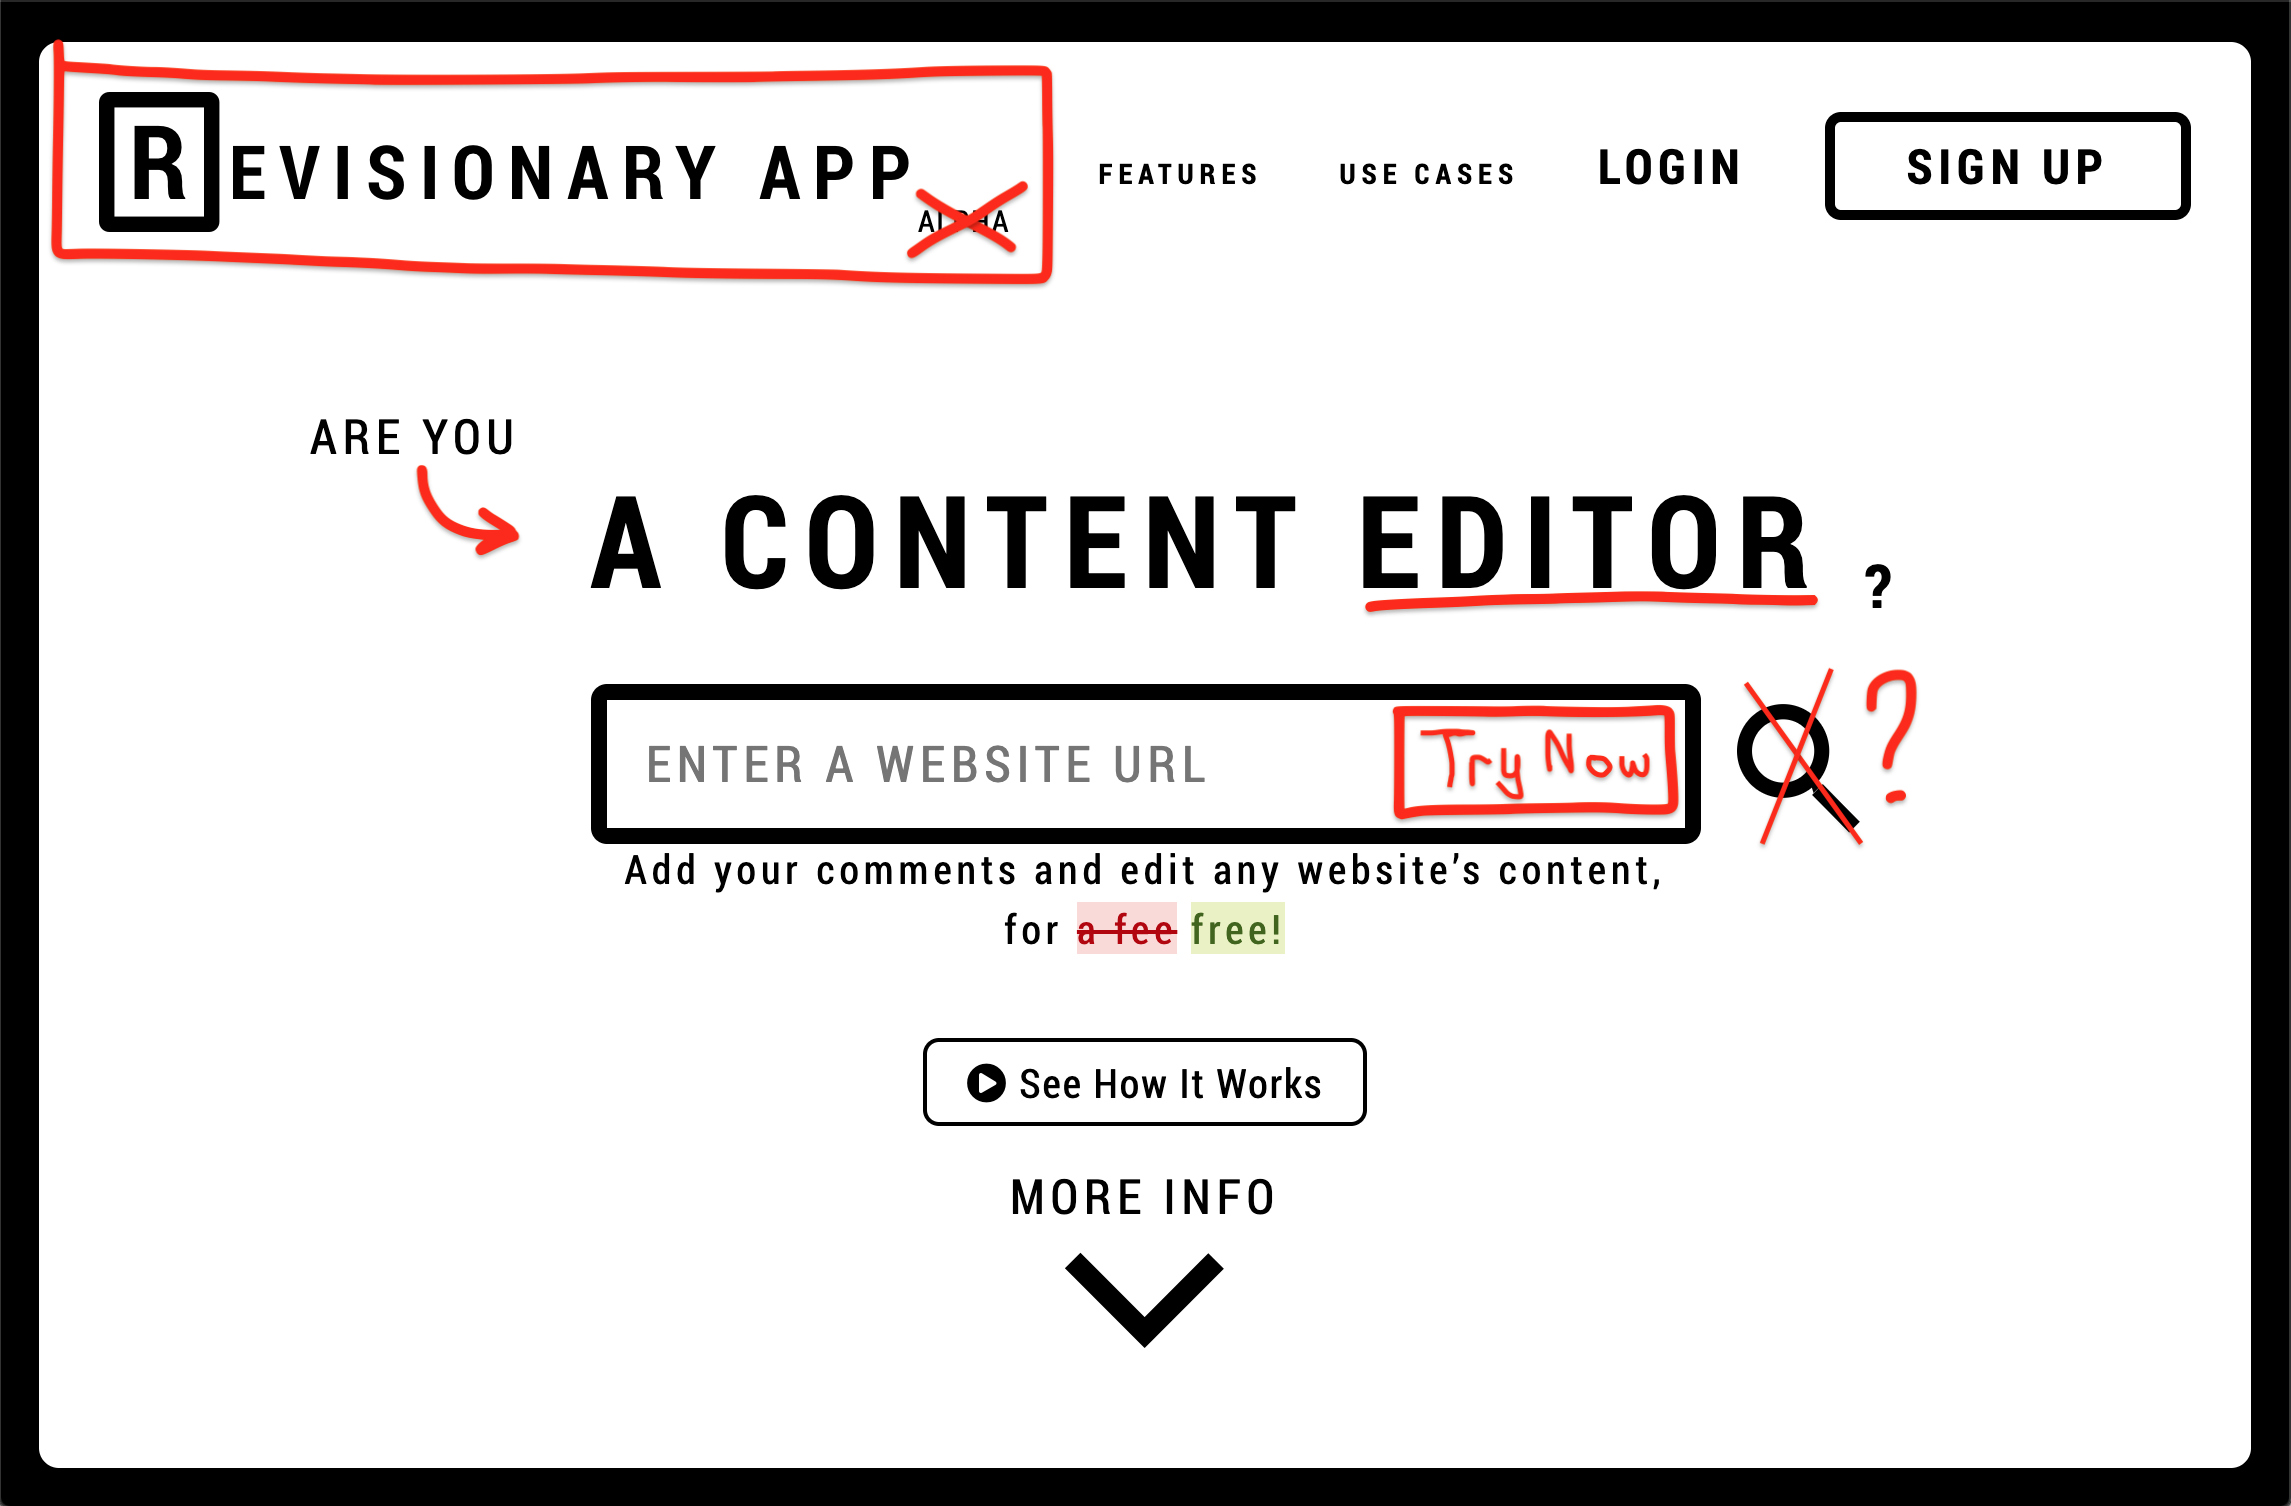 REVISIONARY APP
ALPHA
FEATURES
USE CASES
LOGIN
SIGN UP
ARE YOU
A CONTENT EDITOR ?
ENTER A WEBSITE URL
Try Now
?
Add your comments and edit any website’s content,
for a fee free!
See How It Works
MORE INFO